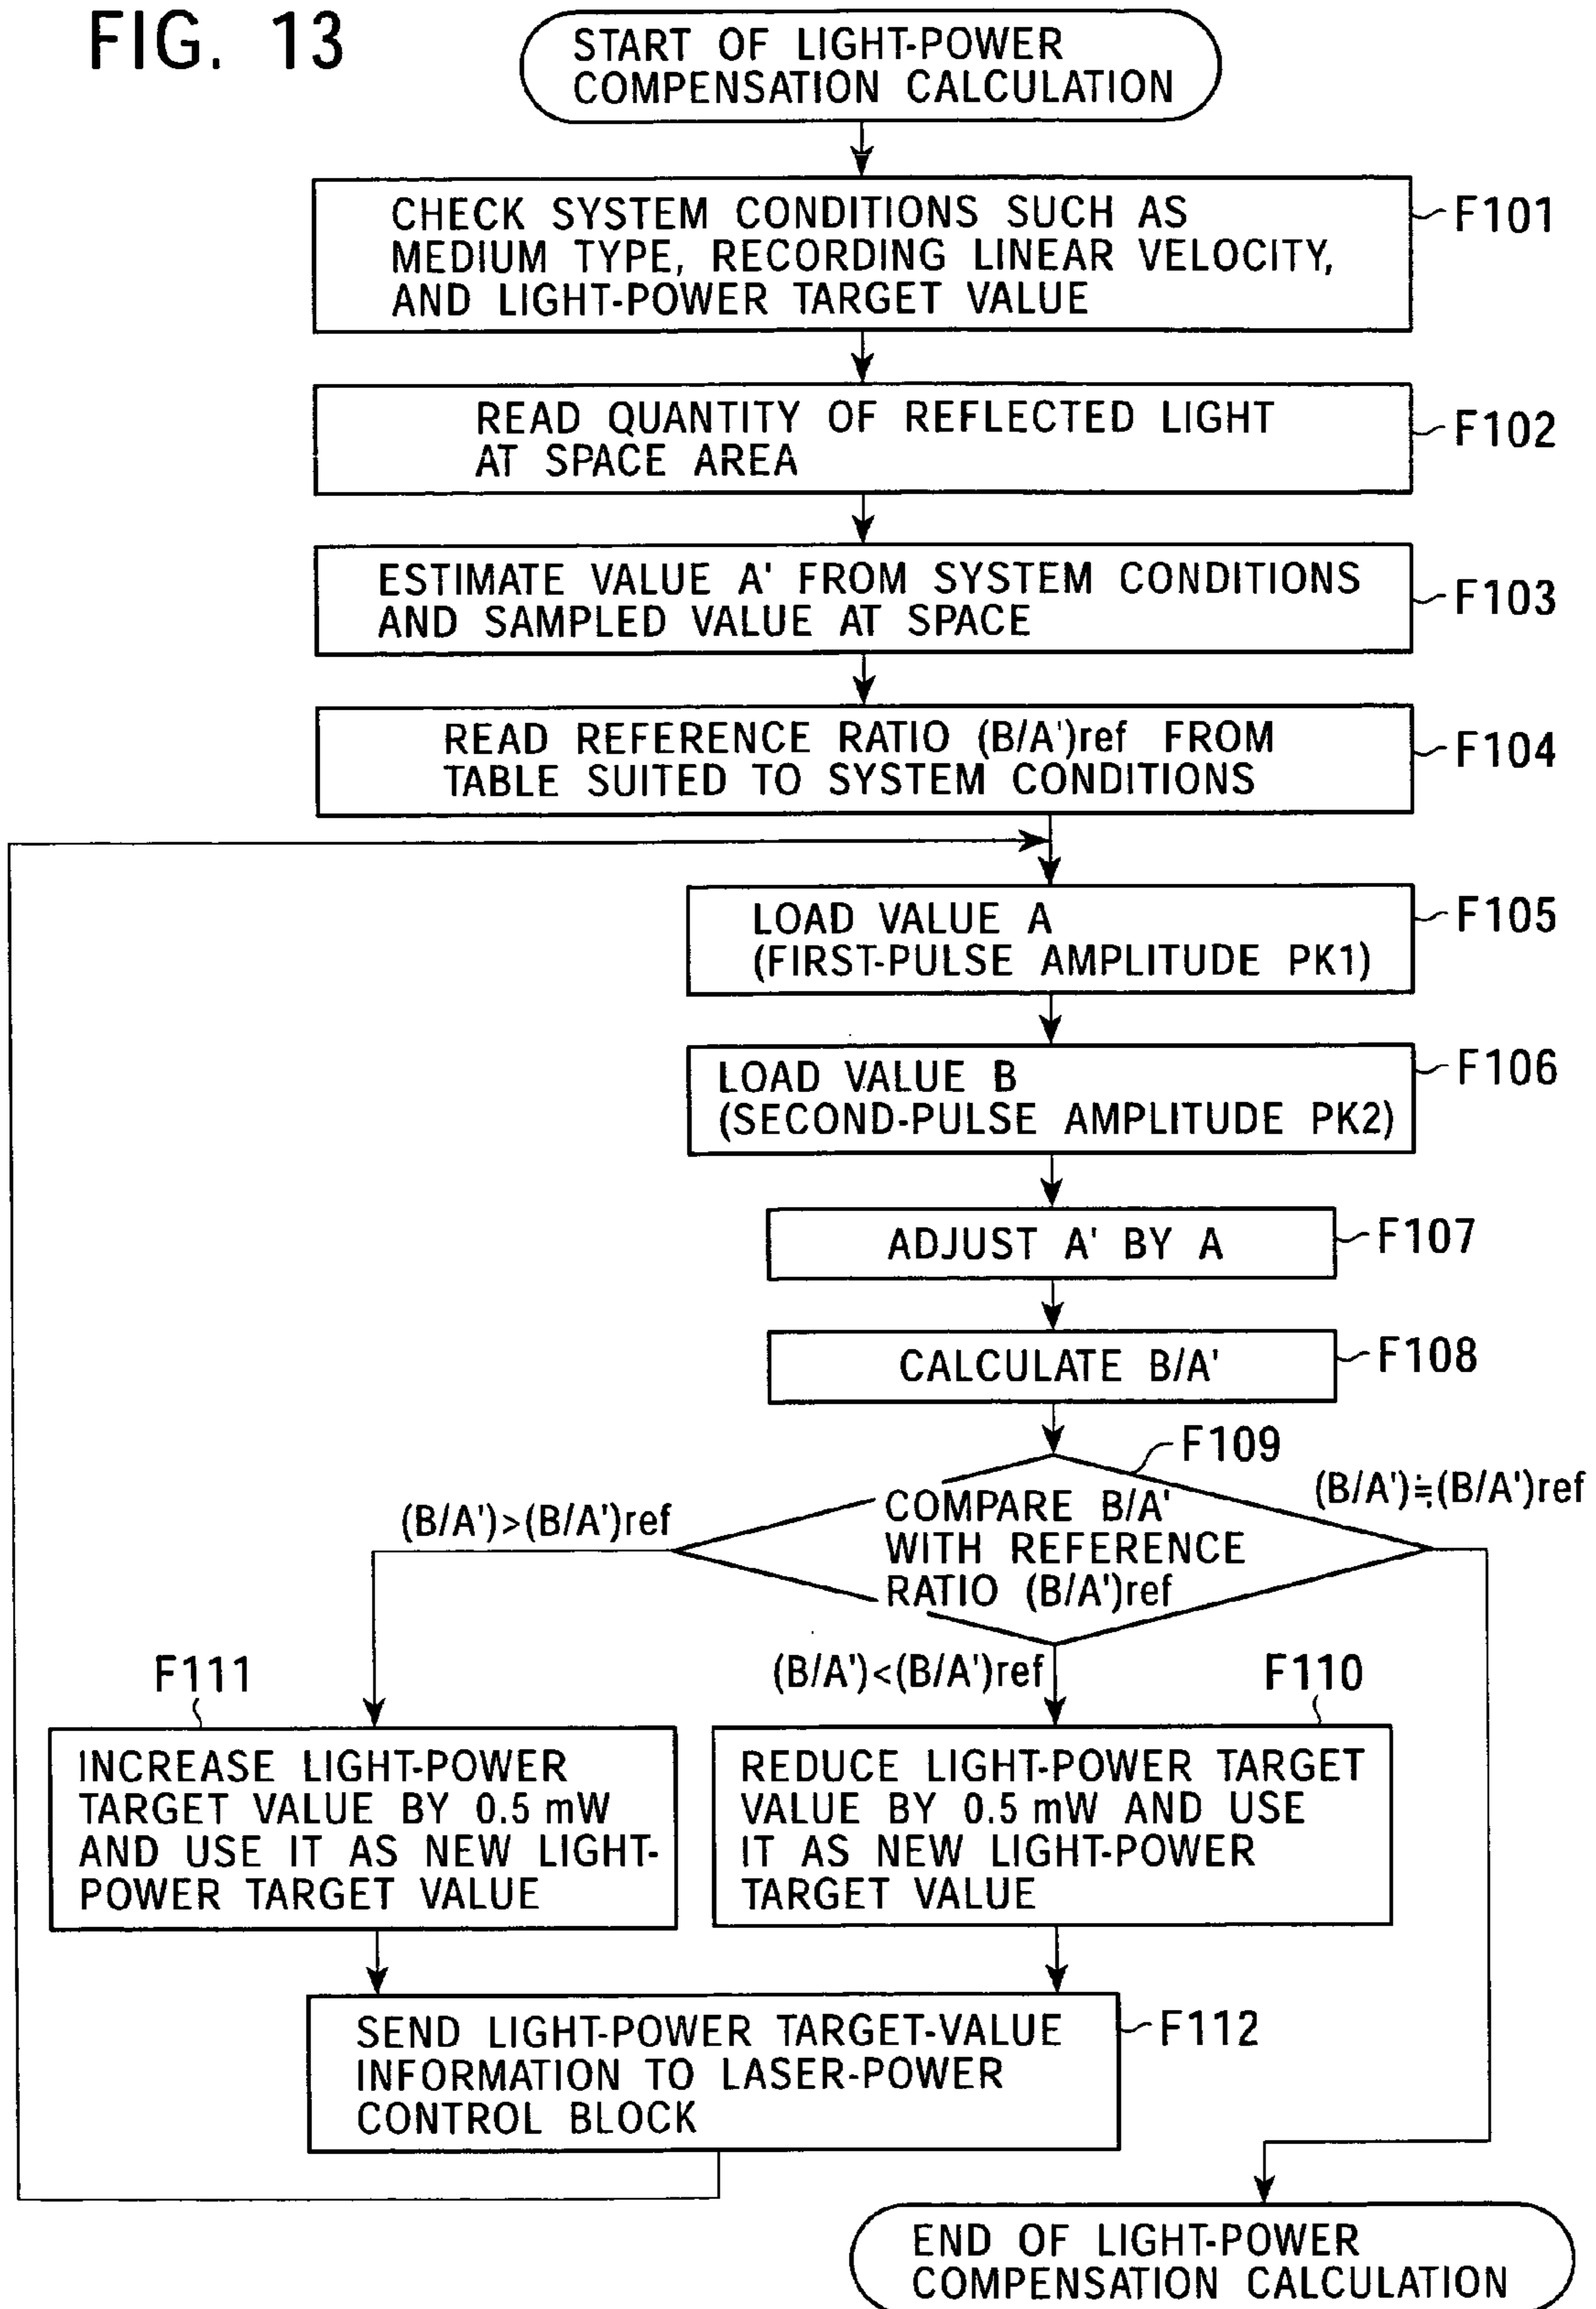 FIG. 13
START OF LIGHT-POWER
COMPENSATION CALCULATION
CHECK SYSTEM CONDITIONS SUCH AS
MEDIUM TYPE, RECORDING LINEAR VELOCITY,
AND LIGHT-POWER TARGET VALUE
F101
READ QUANTITY OF REFLECTED LIGHT
AT SPACE AREA
F102
ESTIMATE VALUE A' FROM SYSTEM CONDITIONS
AND SAMPLED VALUE AT SPACE
F103
READ REFERENCE RATIO (B/A')ref FROM
TABLE SUITED TO SYSTEM CONDITIONS
F104
LOAD VALUE A
(FIRST-PULSE AMPLITUDE PK1)
F105
LOAD VALUE B
(SECOND-PULSE AMPLITUDE PK2)
F106
ADJUST A' BY A
F107
CALCULATE B/A'
F108
F109
COMPARE B/A'
WITH REFERENCE
RATIO (B/A')ref
(B/A')≒(B/A')ref
(B/A')>(B/A')ref
(B/A')<(B/A')ref
F111
INCREASE LIGHT-POWER
TARGET VALUE BY 0.5 mW
AND USE IT AS NEW LIGHT-
POWER TARGET VALUE
F110
REDUCE LIGHT-POWER TARGET
VALUE BY 0.5 mW AND USE
IT AS NEW LIGHT-POWER
TARGET VALUE
SEND LIGHT-POWER TARGET-VALUE
INFORMATION TO LASER-POWER
CONTROL BLOCK
F112
END OF LIGHT-POWER
COMPENSATION CALCULATION